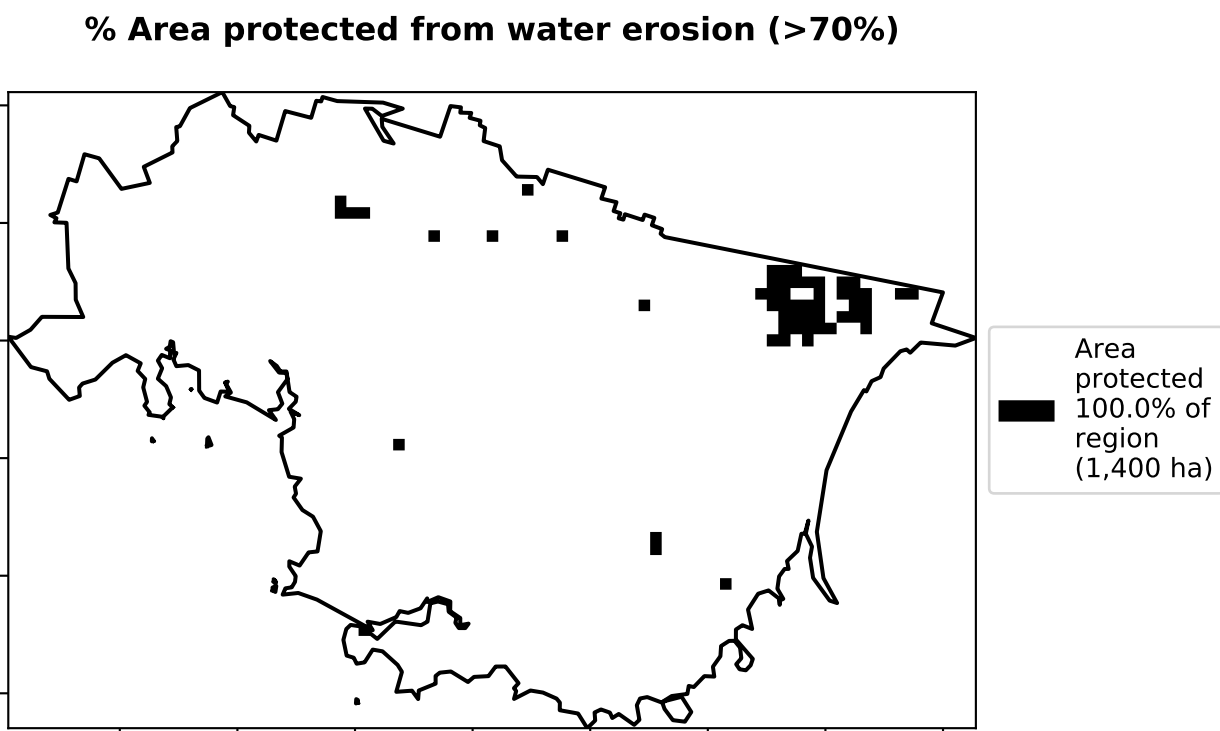 % Area protected from water erosion (>70%)
Area
protected
100.0% of
region
(1,400 ha)